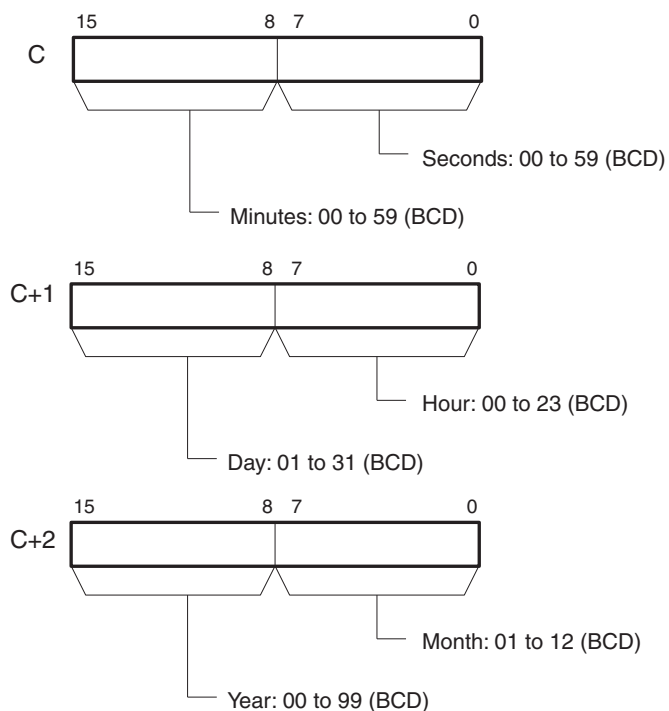 15 8 7 0
C
Seconds: 00 to 59 (BCD)
Minutes: 00 to 59 (BCD)
15 8 7 0
C+1
Hour: 00 to 23 (BCD)
Day: 01 to 31 (BCD)
15 8 7 0
C+2
Month: 01 to 12 (BCD)
Year: 00 to 99 (BCD)